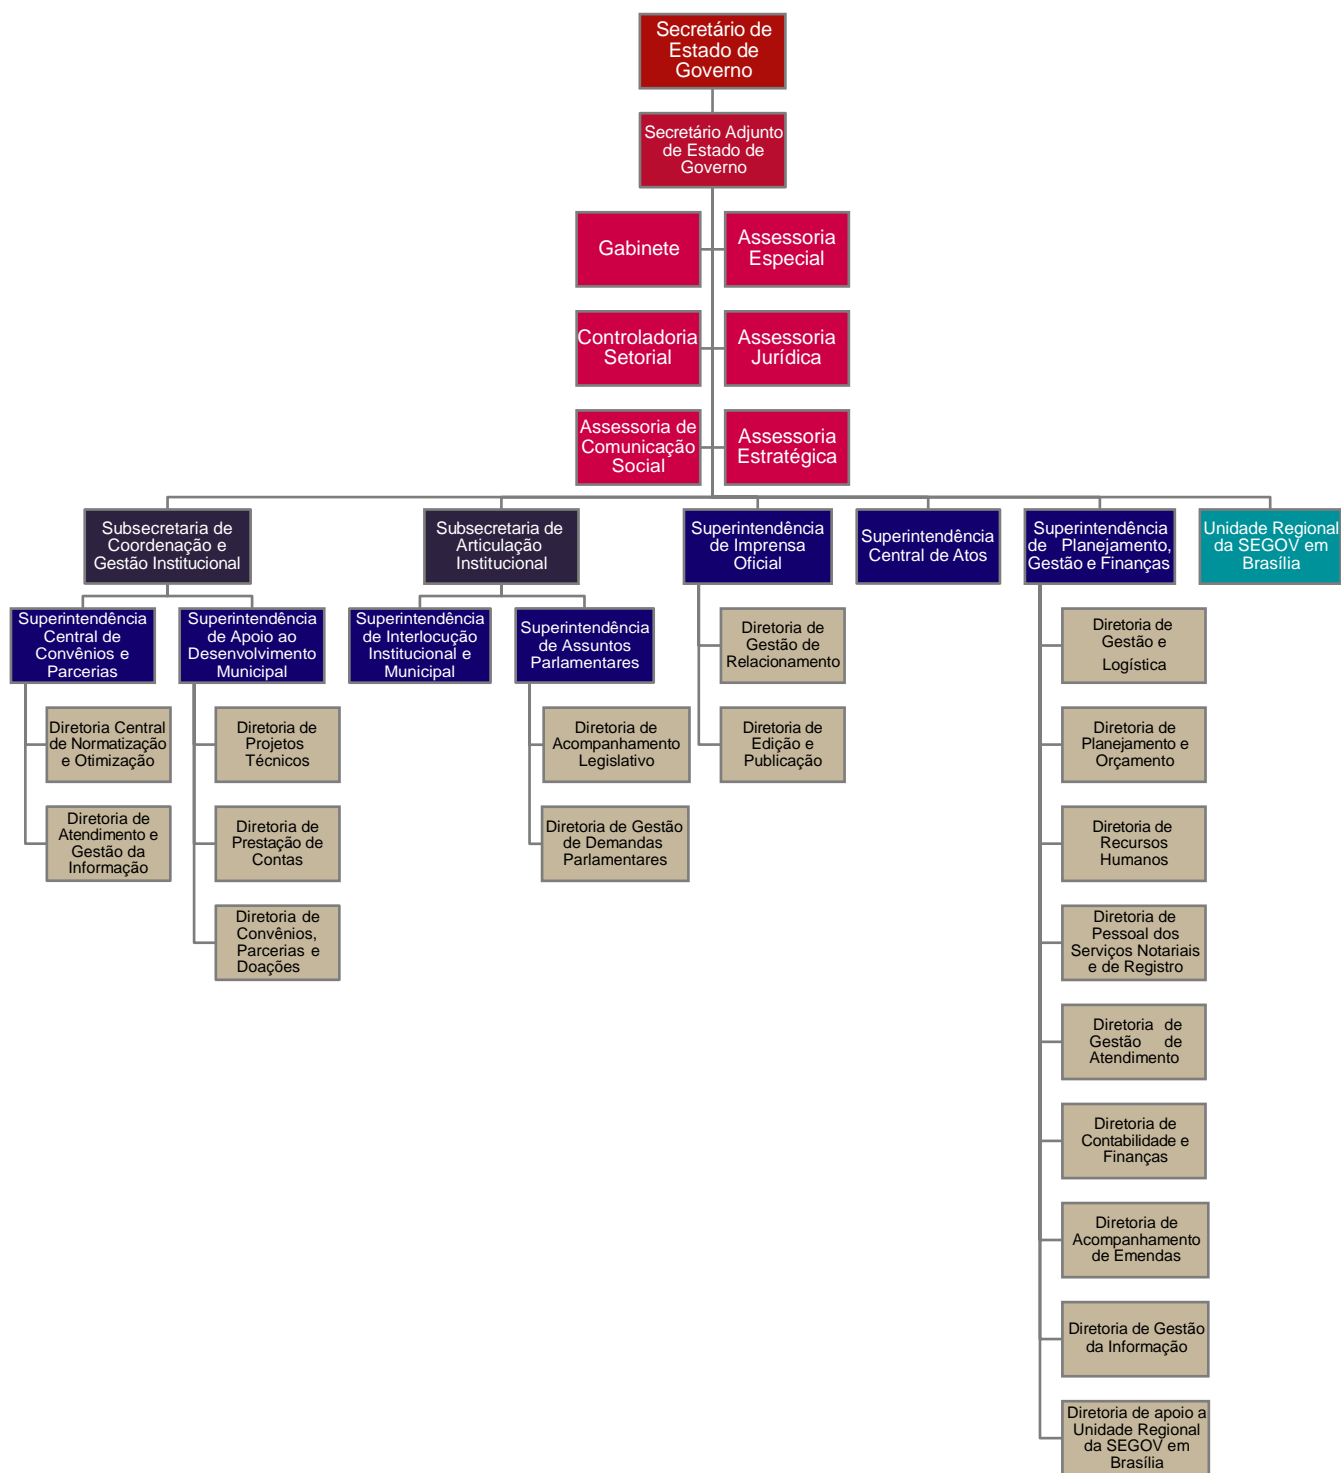 Secretário de
Estado de
Governo
Secretário Adjunto
de Estado de
Governo
Gabinete
Assessoria
Especial
Controladoria
Setorial
Assessoria
Jurídica
Assessoria de
Comunicação
Social
Assessoria
Estratégica
Subsecretaria de
Coordenação e
Gestão Institucional
Subsecretaria de
Articulação
Institucional
Superintendência
de Imprensa
Oficial
Superintendência
Central de Atos
Superintendência
de Planejamento,
Gestão e Finanças
Unidade Regional
da SEGOV em
Brasília
Superintendência
Central de
Convênios e
Parcerias
Superintendência
de Apoio ao
Desenvolvimento
Municipal
Superintendência
de Interlocução
Institucional e
Municipal
Superintendência
de Assuntos
Parlamentares
Diretoria de
Gestão de
Relacionamento
Diretoria de
Gestão e
Logística
Diretoria Central
de Normatização
e Otimização
Diretoria de
Projetos
Técnicos
Diretoria de
Acompanhamento
Legislativo
Diretoria de
Edição e
Publicação
Diretoria de
Planejamento e
Orçamento
Diretoria de
Atendimento e
Gestão da
Informação
Diretoria de
Prestação de
Contas
Diretoria de Gestão
de Demandas
Parlamentares
Diretoria de
Recursos
Humanos
Diretoria de
Convênios,
Parcerias e
Doações
Diretoria de
Pessoal dos
Serviços Notariais
e de Registro
Diretoria de
Gestão de
Atendimento
Diretoria de
Contabilidade e
Finanças
Diretoria de
Acompanhamento
de Emendas
Diretoria de Gestão
da Informação
Diretoria de apoio a
Unidade Regional
da SEGOV em
Brasília